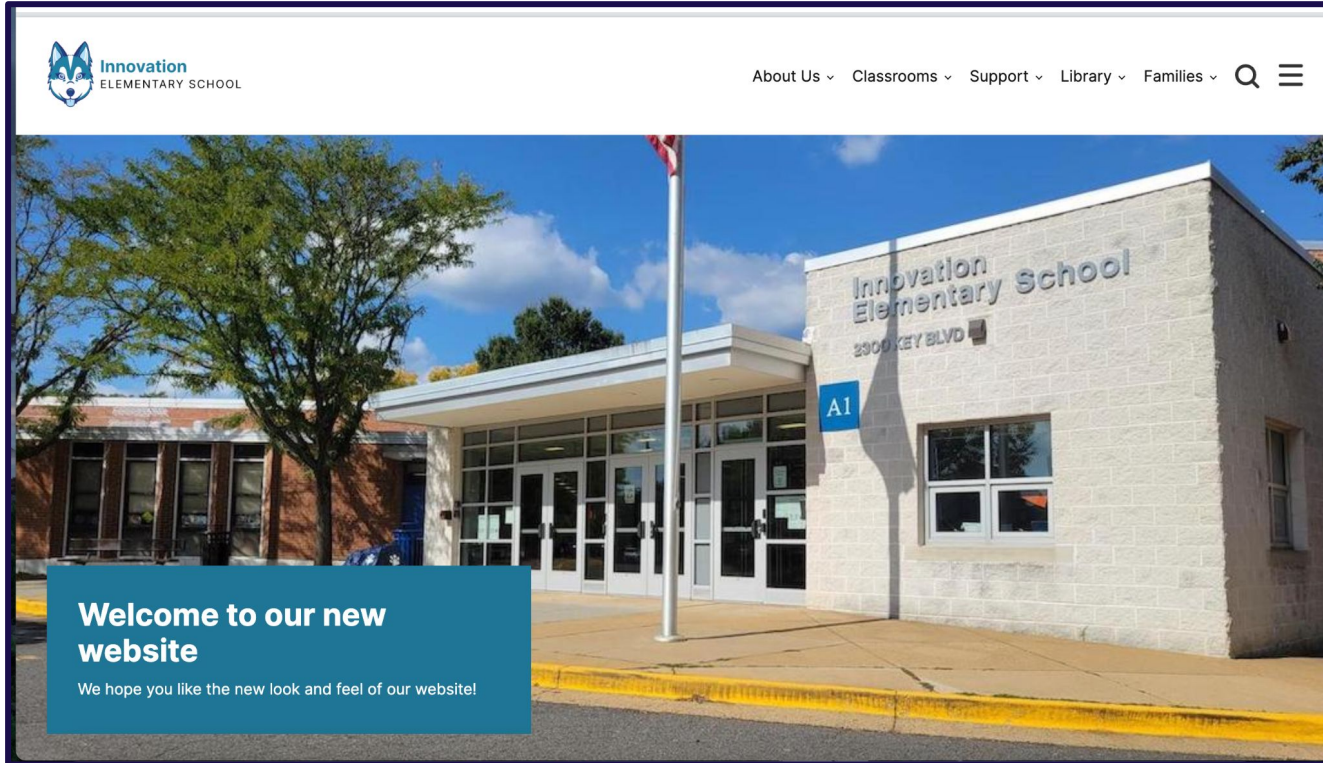 Innovation
ELEMENTARY SCHOOL
About Us Classrooms Support Library Families
Innovation
Elementary School
2300 KEY BLVD
A1
Welcome to our new
website
We hope you like the new look and feel of our website!